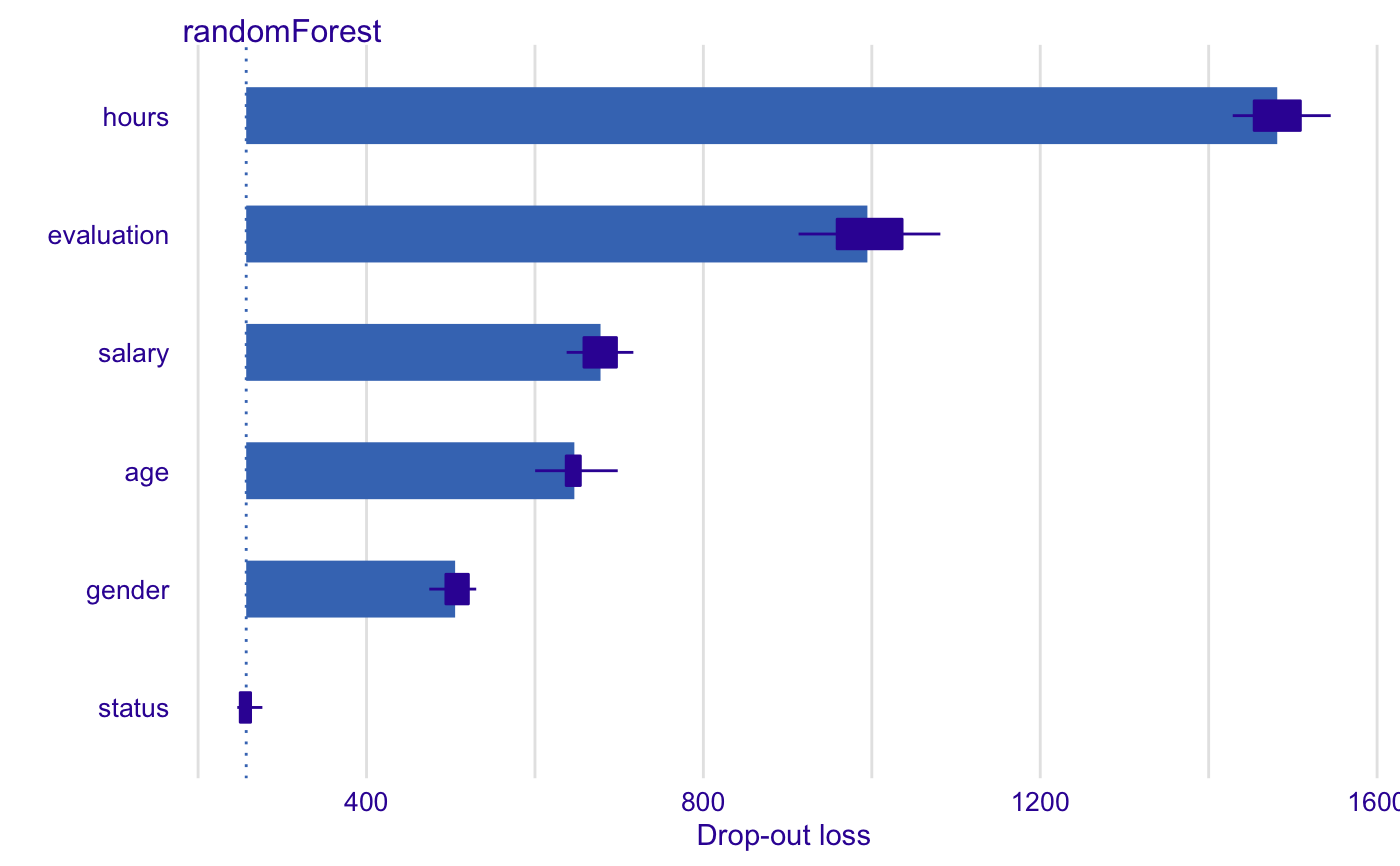 randomForest
hours
evaluation
salary
age
gender
status
400 800 1200 1600
Drop-out loss